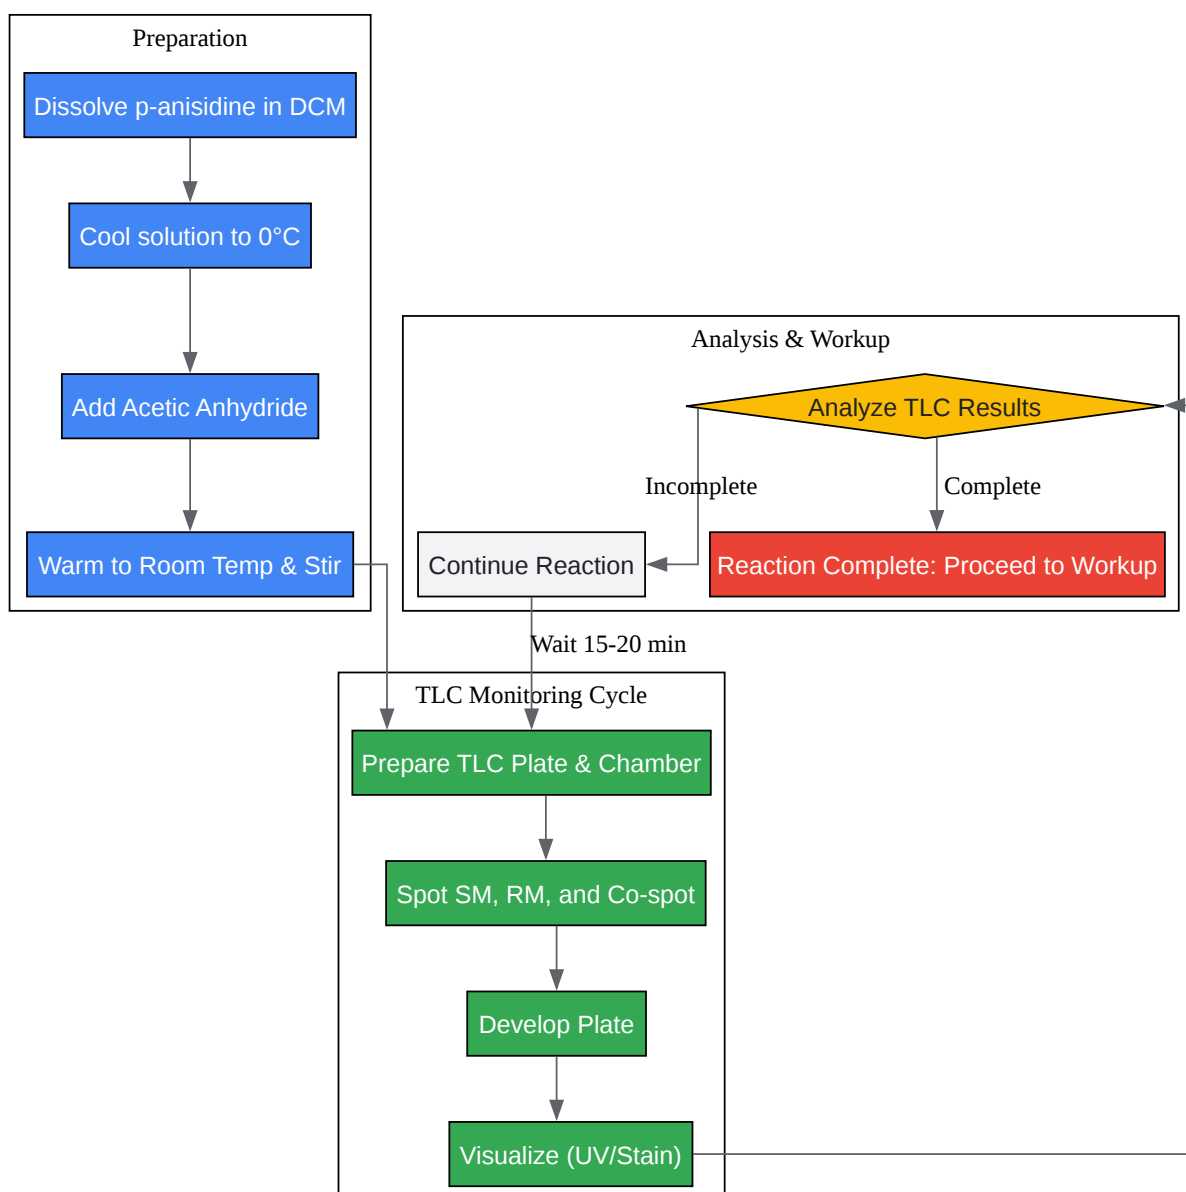 Preparation
Dissolve p-anisidine in DCM
Cool solution to 0°C
Add Acetic Anhydride
Warm to Room Temp & Stir
Analysis & Workup
Analyze TLC Results
Incomplete
Complete
Continue Reaction
Reaction Complete: Proceed to Workup
Wait 15-20 min
TLC Monitoring Cycle
Prepare TLC Plate & Chamber
Spot SM, RM, and Co-spot
Develop Plate
Visualize (UV/Stain)